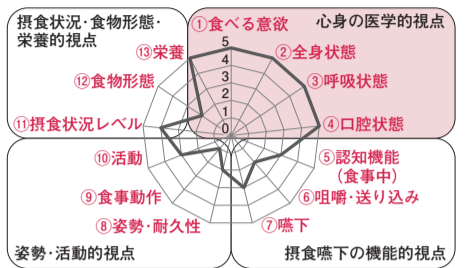 摂食状況・食物形態・
栄養的視点
心身の医学的視点
①食べる意欲
②全身状態
③呼吸状態
④口腔状態
⑤認知機能
(食事中)
⑥咀嚼・送り込み
⑦嚥下
⑧姿勢・耐久性
⑨食事動作
⑩活動
⑪摂食状況レベル
⑫食物形態
⑬栄養
5
4
3
2
1
0
姿勢・活動的視点
摂食嚥下の機能的視点